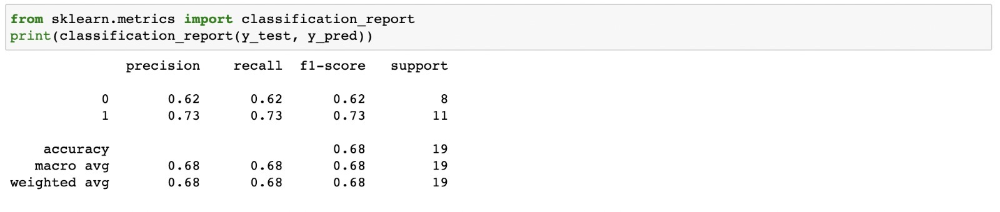 from sklearn.metrics import classification_report
print(classification_report(y_test, y_pred))
precision recall f1-score support
0 0.62 0.62 0.62 8
1 0.73 0.73 0.73 11
accuracy 0.68 19
macro avg 0.68 0.68 0.68 19
weighted avg 0.68 0.68 0.68 19